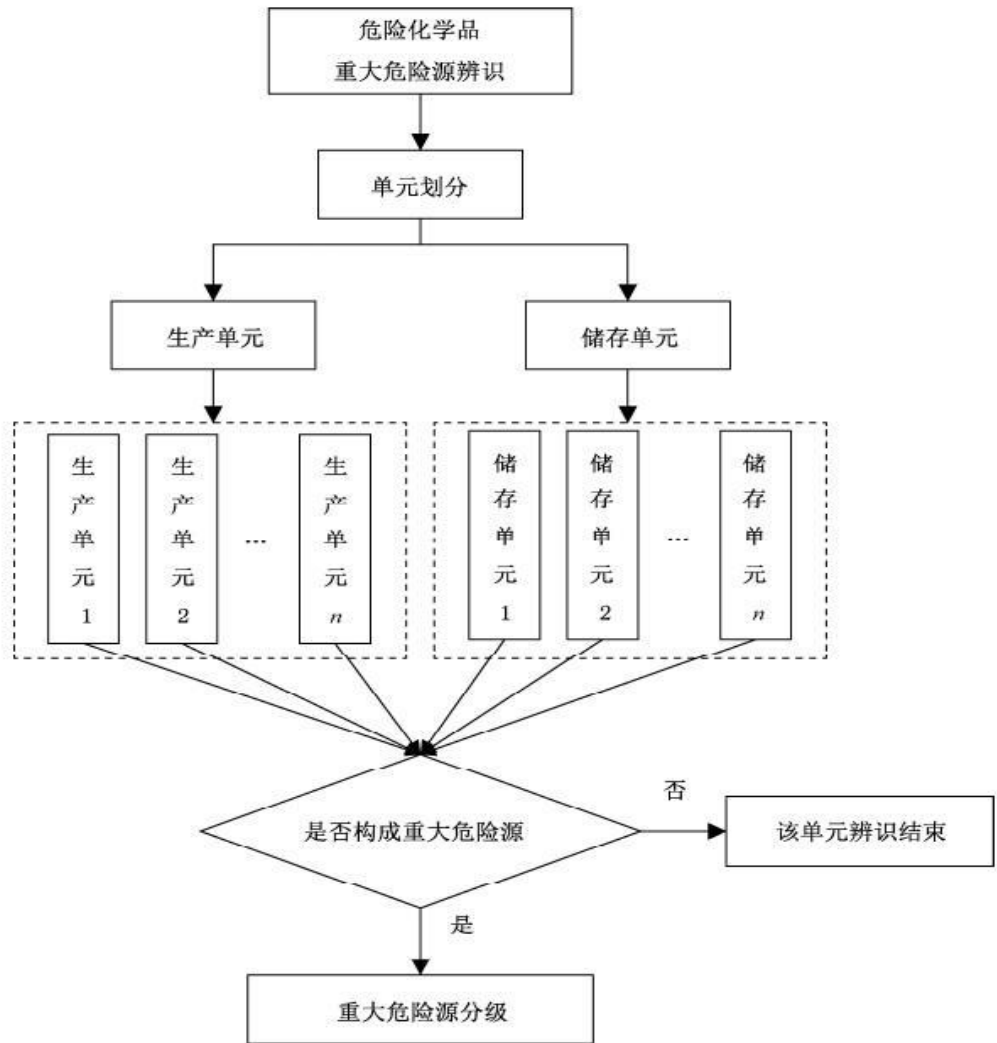 危险化学品
重大危险源辨识
单元划分
生产单元
储存单元
生产单元1
生产单元2
…
生产单元n
储存单元1
储存单元2
…
储存单元n
是否构成重大危险源
否
该单元辨识结束
是
重大危险源分级